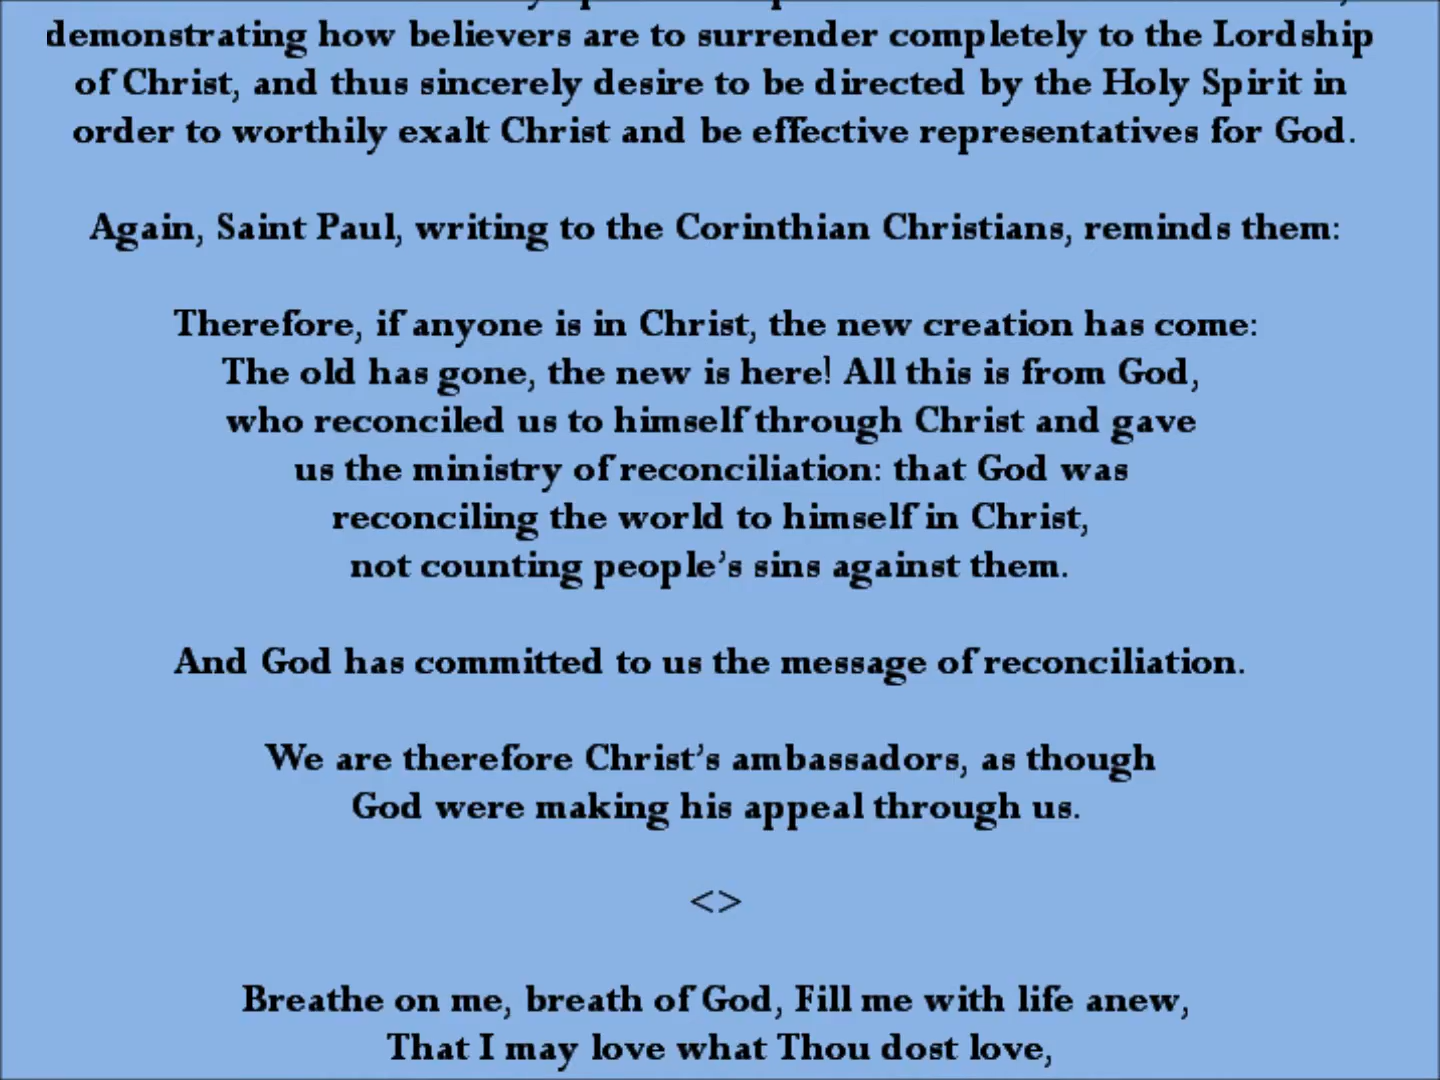 demonstrating how believers are to surrender completely to the Lordship
of Christ, and thus sincerely desire to be directed by the Holy Spirit in
order to worthily exalt Christ and be effective representatives for God.
Again, Saint Paul, writing to the Corinthian Christians, reminds them:
Therefore, if anyone is in Christ, the new creation has come:
The old has gone, the new is here! All this is from God,
who reconciled us to himself through Christ and gave
us the ministry of reconciliation: that God was
reconciling the world to himself in Christ,
not counting people’s sins against them.
And God has committed to us the message of reconciliation.
We are therefore Christ’s ambassadors, as though
God were making his appeal through us.
<>
Breathe on me, breath of God, Fill me with life anew,
That I may love what Thou dost love,